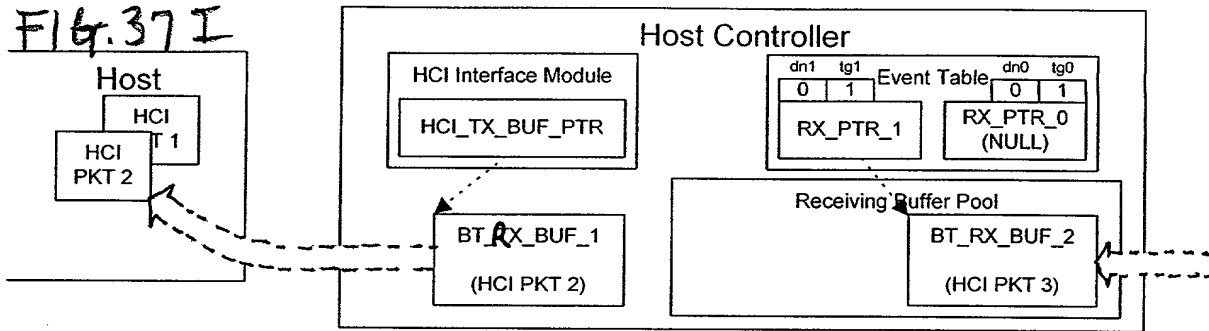 FIG. 37 I
Host
HCI
T 1
HCI
PKT 2
Host Controller
HCI Interface Module
HCI_TX_BUF_PTR
dn1 tg1
0 1
Event Table
dn0 tg0
0 1
RX_PTR_1
RX_PTR_0
(NULL)
Receiving Buffer Pool
BT_RX_BUF_1
(HCI PKT 2)
BT_RX_BUF_2
(HCI PKT 3)